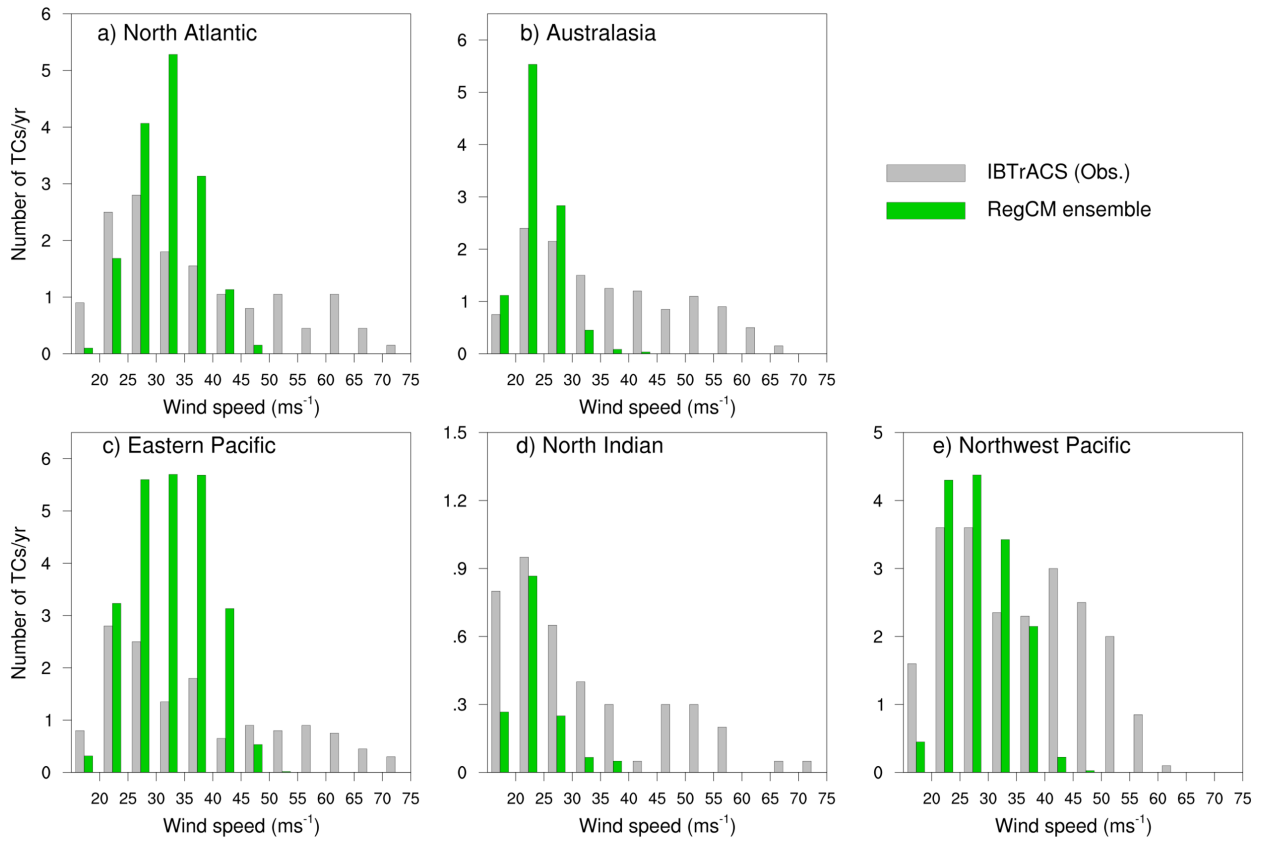 a) North Atlantic
Number of TCs/yr
6
5
4
3
2
1
0
20 25 30 35 40 45 50 55 60 65 70 75
Wind speed (ms-1)
b) Australasia
6
5
4
3
2
1
0
20 25 30 35 40 45 50 55 60 65 70 75
Wind speed (ms-1)
IBTrACS (Obs.)
RegCM ensemble
c) Eastern Pacific
Number of TCs/yr
6
5
4
3
2
1
0
20 25 30 35 40 45 50 55 60 65 70 75
Wind speed (ms-1)
d) North Indian
1.5
1.2
.9
.6
.3
0
20 25 30 35 40 45 50 55 60 65 70 75
Wind speed (ms-1)
e) Northwest Pacific
5
4
3
2
1
0
20 25 30 35 40 45 50 55 60 65 70 75
Wind speed (ms-1)